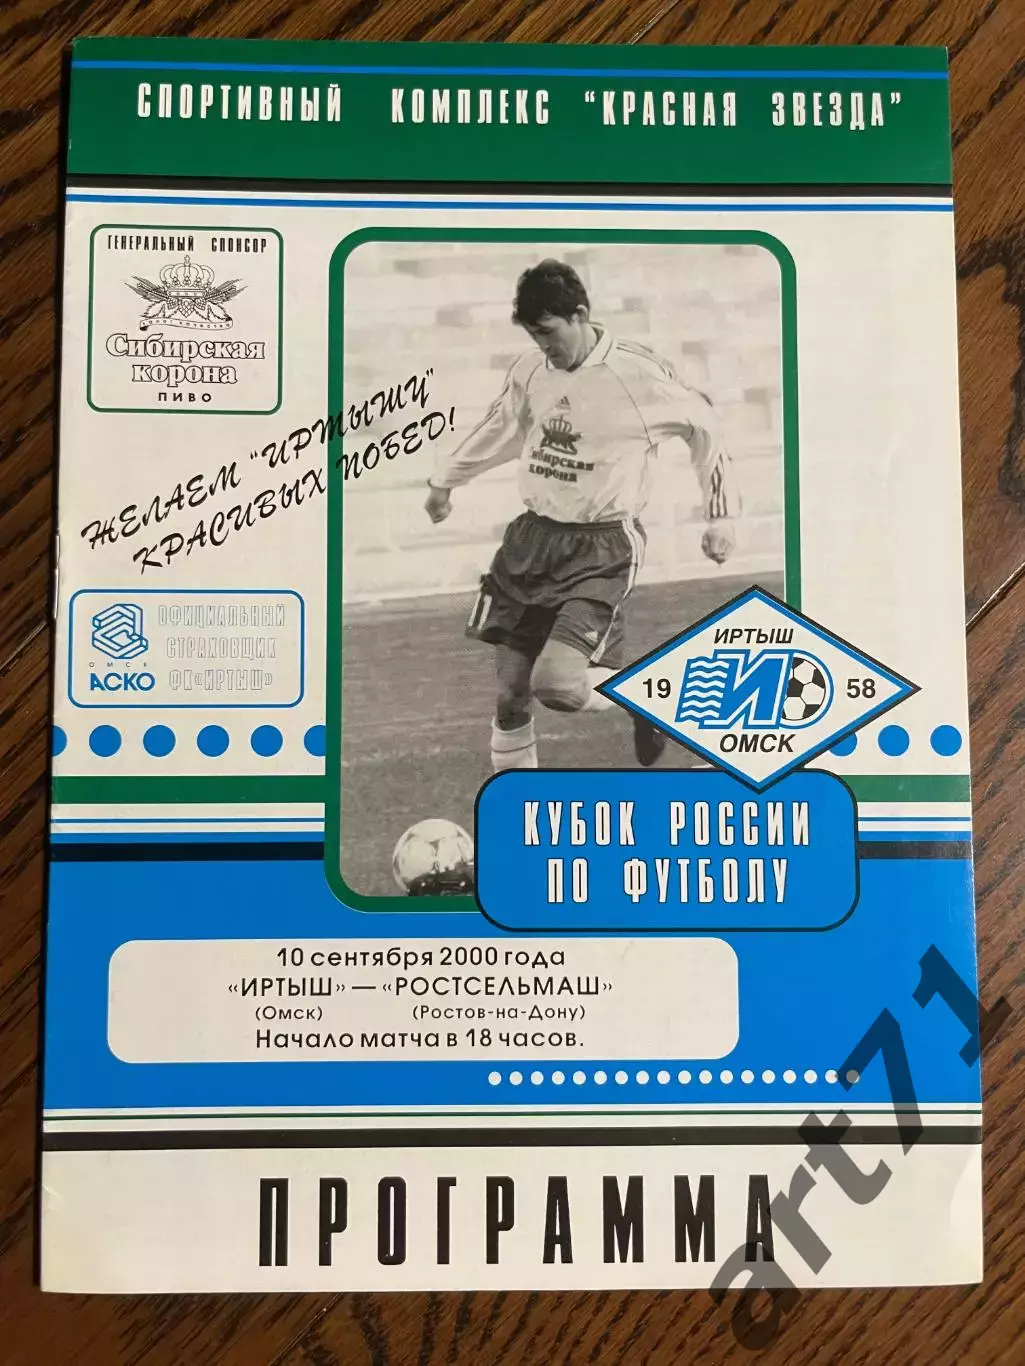 СПОРТИВНЫЙ КОМПЛЕКС "КРАСНАЯ ЗВЕЗДА"
ГЕНЕРАЛЬНЫЙ СПОНСОР
Сибирская
корона
ПИВО
ЖЕЛАЕМ "ИРТЫШУ"
КРАСИВЫХ ПОБЕД!
Сибирская
корона
11
ОМСК
АСКО
ОФИЦИАЛЬНЫЙ
СТРАХОВЩИК
ФК«ИРТЫШ»
ИРТЫШ
19 И 58
ОМСК
КУБОК РОССИИ
ПО ФУТБОЛУ
10 сентября 2000 года
«ИРТЫШ» — «РОСТСЕЛЬМАШ»
(Омск) (Ростов-на-Дону)
Начало матча в 18 часов.
ПРОГРАММА
art71